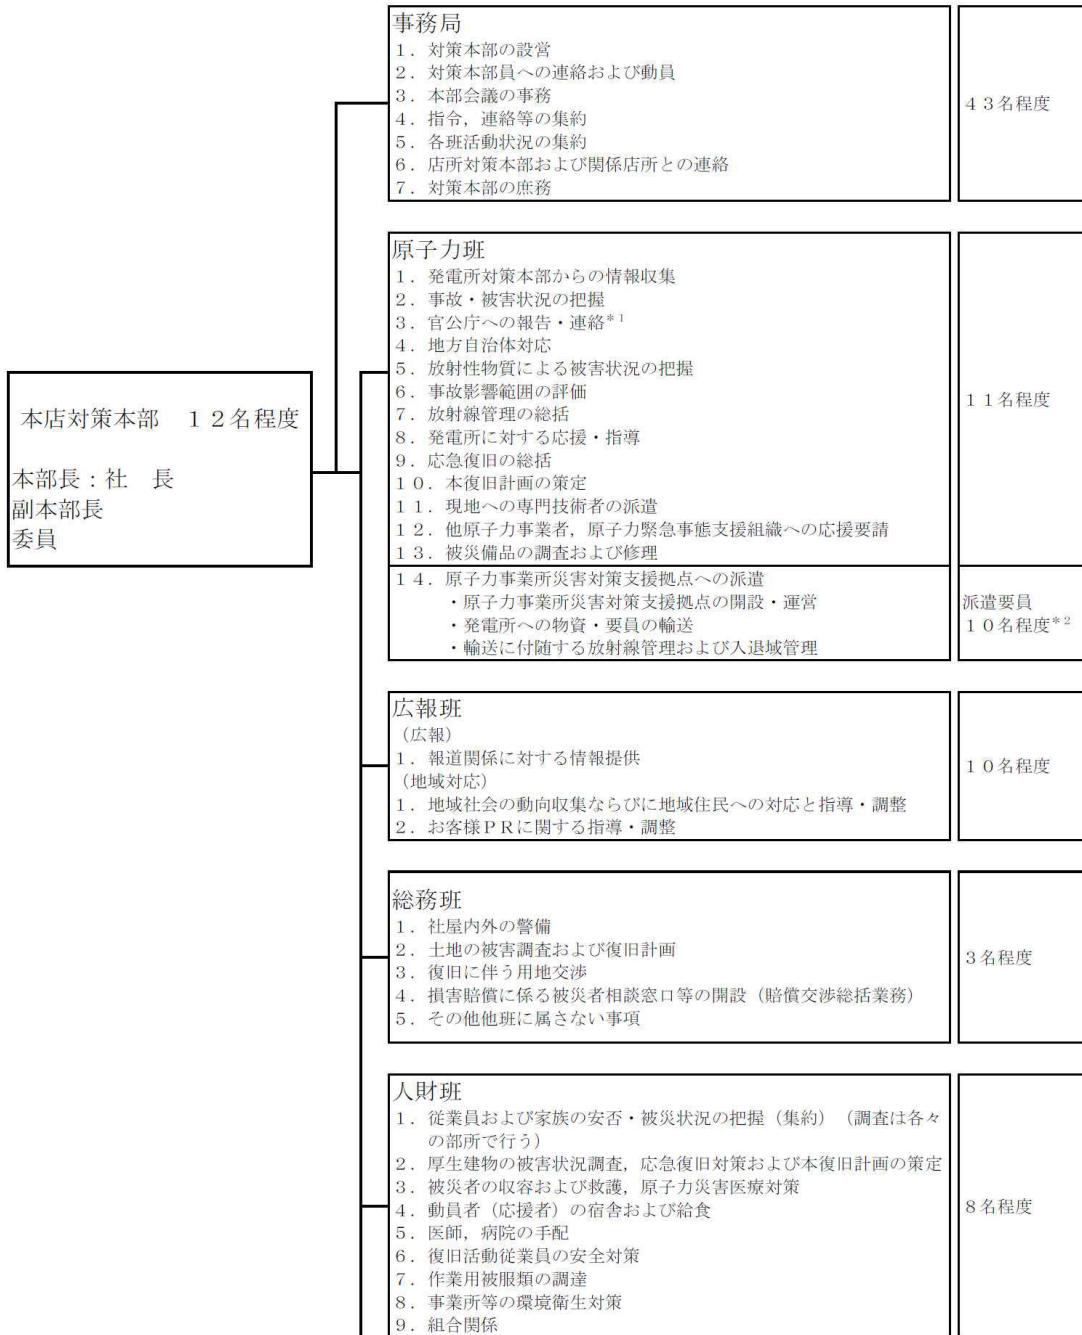 事務局
１．対策本部の設営
２．対策本部員への連絡および動員
３．本部会議の事務
４．指令，連絡等の集約
５．各班活動状況の集約
６．店所対策本部および関係店所との連絡
７．対策本部の庶務
４３名程度
原子力班
１．発電所対策本部からの情報収集
２．事故・被害状況の把握
３．官公庁への報告・連絡＊１
４．地方自治体対応
５．放射性物質による被害状況の把握
６．事故影響範囲の評価
７．放射線管理の総括
８．発電所に対する応援・指導
９．応急復旧の総括
１０．本復旧計画の策定
１１．現地への専門技術者の派遣
１２．他原子力事業者，原子力緊急事態支援組織への応援要請
１３．被災備品の調査および修理
１１名程度
本店対策本部　１２名程度
本部長：社　長
副本部長
委員
１４．原子力事業所災害対策支援拠点への派遣
・原子力事業所災害対策支援拠点の開設・運営
・発電所への物資・要員の輸送
・輸送に付随する放射線管理および入退域管理
派遣要員
１０名程度＊２
広報班
（広報）
１．報道関係に対する情報提供
（地域対応）
１．地域社会の動向収集ならびに地域住民への対応と指導・調整
２．お客様ＰＲに関する指導・調整
１０名程度
総務班
１．社屋内外の警備
２．土地の被害調査および復旧計画
３．復旧に伴う用地交渉
４．損害賠償に係る被災者相談窓口等の開設（賠償交渉総括業務）
５．その他他班に属さない事項
３名程度
人財班
１．従業員および家族の安否・被災状況の把握（集約）（調査は各々
の部所で行う）
２．厚生建物の被害状況調査，応急復旧対策および本復旧計画の策定
３．被災者の収容および救護，原子力災害医療対策
４．動員者（応援者）の宿舎および給食
５．医師，病院の手配
６．復旧活動従業員の安全対策
７．作業用被服類の調達
８．事業所等の環境衛生対策
９．組合関係
８名程度